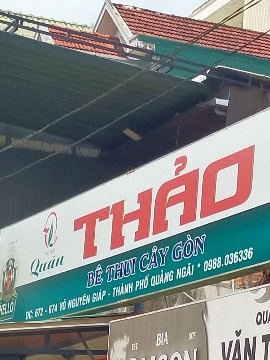 Quán
THẢO
BÊ THUI CÂY GÒN
ĐC: 672 - 674 VÕ NGUYÊN GIÁP - THÀNH PHỐ QUẢNG NGÃI * 0988.036336
BIA
QUÁ
VĂN T